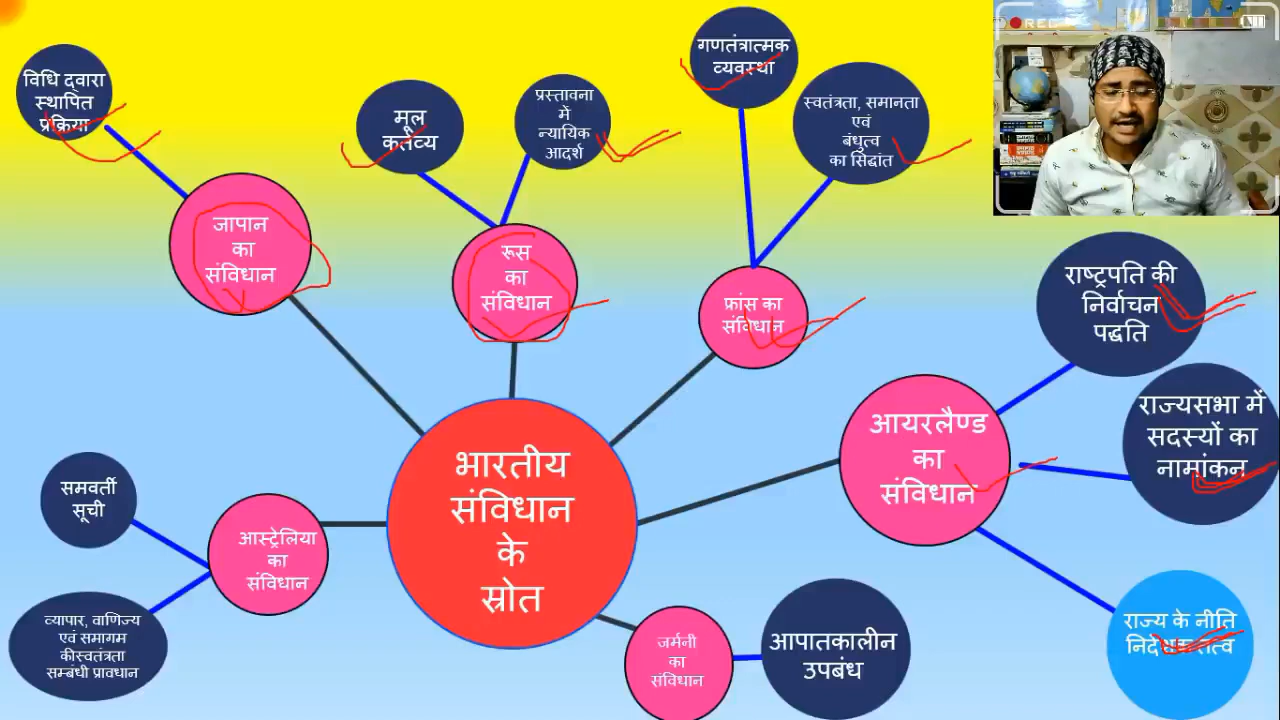 REC
विधि द्वारा
स्थापित
प्रक्रिया
मूल
कर्तव्य
प्रस्तावना
में
न्यायिक
आदर्श
गणतंत्रात्मक
व्यवस्था
स्वतंत्रता, समानता
एवं
बंधुत्व
का सिद्धांत
जापान
का
संविधान
रूस
का
संविधान
फ्रांस का
संविधान
राष्ट्रपति की
निर्वाचन
पद्धति
आयरलैण्ड
का
संविधान
राज्यसभा में
सदस्यों का
नामांकन
भारतीय
संविधान
के
स्रोत
समवर्ती
सूची
आस्ट्रेलिया
का
संविधान
व्यापार, वाणिज्य
एवं समागम
कीस्वतंत्रता
सम्बंधी प्रावधान
जर्मनी
का
संविधान
आपातकालीन
उपबंध
राज्य के नीति
निर्देशक तत्व